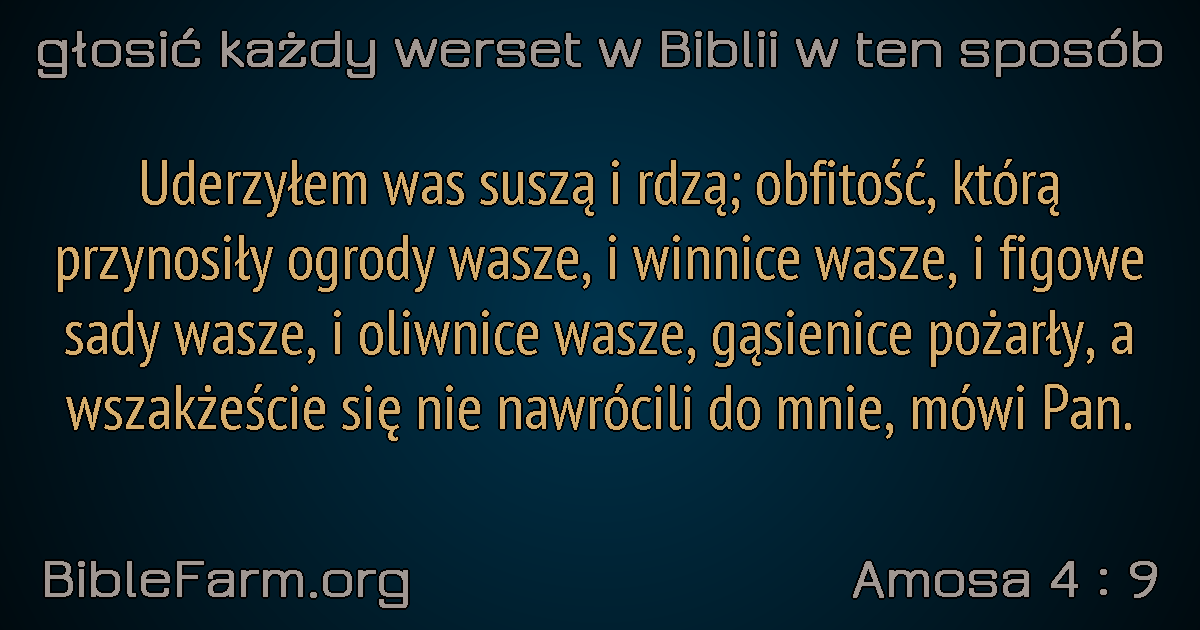 głosić każdy werset w Biblii w ten sposób
Uderzyłem was suszą i rdzą; obfitość, którą
przynosiły ogrody wasze, i winnice wasze, i figowe
sady wasze, i oliwnice wasze, gąsienice pożarły, a
wszakżeście się nie nawrócili do mnie, mówi Pan.
BibleFarm.org
Amosa 4 : 9